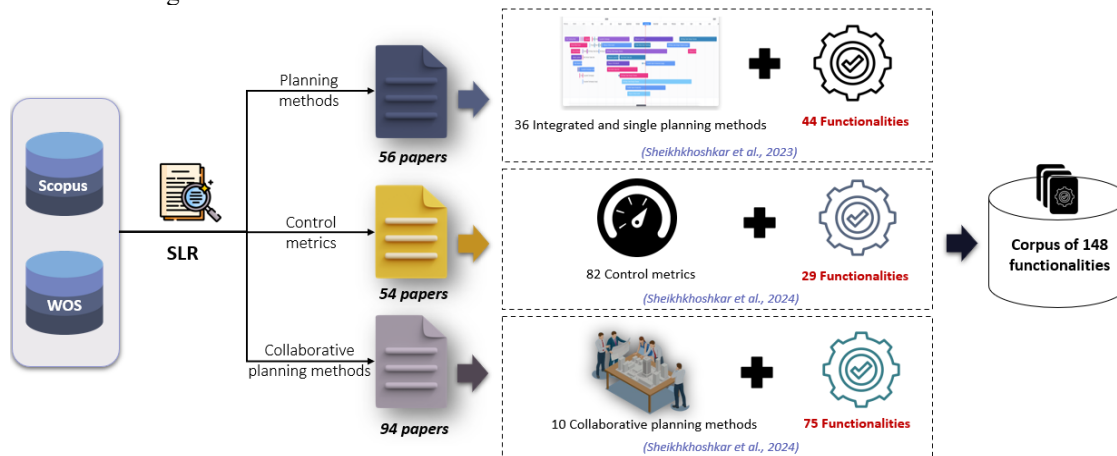 Scopus
WOS
SLR
Planning
methods
56 papers
36 Integrated and single planning methods
44 Functionalities
(Sheikhkhoshkar et al., 2023)
Control
metrics
54 papers
82 Control metrics
29 Functionalities
(Sheikhkhoshkar et al., 2024)
Collaborative
planning methods
94 papers
10 Collaborative planning methods
75 Functionalities
(Sheikhkhoshkar et al., 2024)
Corpus of 148
functionalities